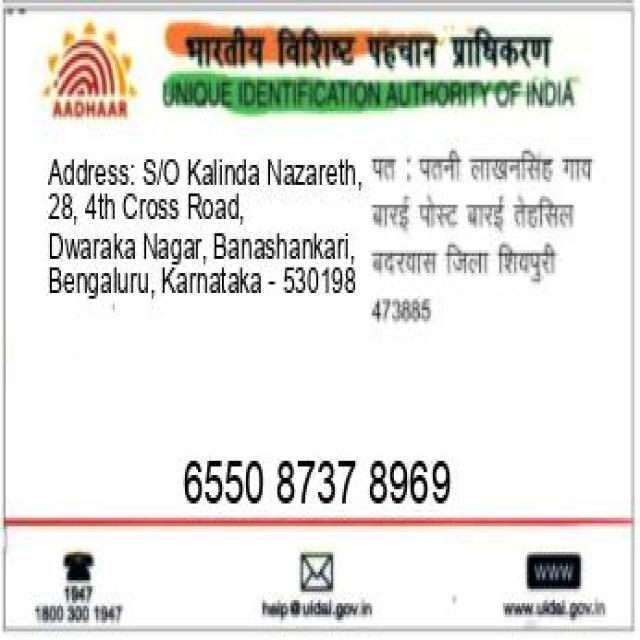 भारतीय विशिष्ट पहचान प्राधिकरण
AADHAAR
UNIQUE IDENTIFICATION AUTHORITY OF INDIA
Address: S/O Kalinda Nazareth,
28, 4th Cross Road,
Dwaraka Nagar, Banashankari,
Bengaluru, Karnataka - 530198
पत : पतनी लाखनसिंह गाव
बारई पोस्ट बारई तेहसिल
बदरवास जिला शिवपुरी
473885
6550 8737 8969
1947
1800 300 1947
help@uidai.gov.in
WWW
www.uidai.gov.in